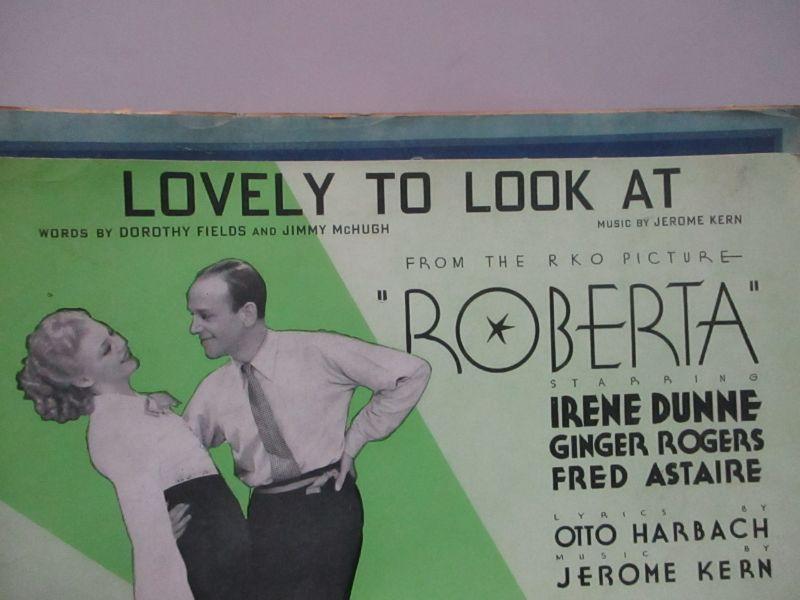 LOVELY TO LOOK AT
WORDS BY DOROTHY FIELDS AND JIMMY McHUGH
MUSIC BY JEROME KERN
FROM THE RKO PICTURE
"ROBERTA"
STARRING
IRENE DUNNE
GINGER ROGERS
FRED ASTAIRE
LYRICS BY
OTTO HARBACH
MUSIC BY
JEROME KERN